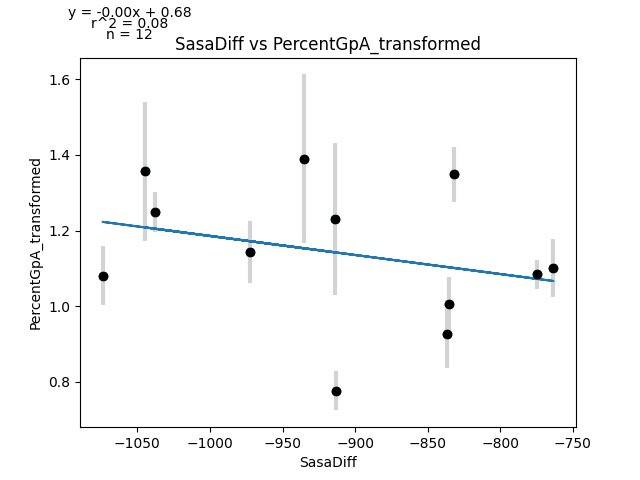 y = -0.00x + 0.68
r^2 = 0.08
n = 12
SasaDiff vs PercentGpA_transformed
1.6
1.4
1.2
1.0
0.8
PercentGpA_transformed
−1050 −1000 −950 −900 −850 −800 −750
SasaDiff